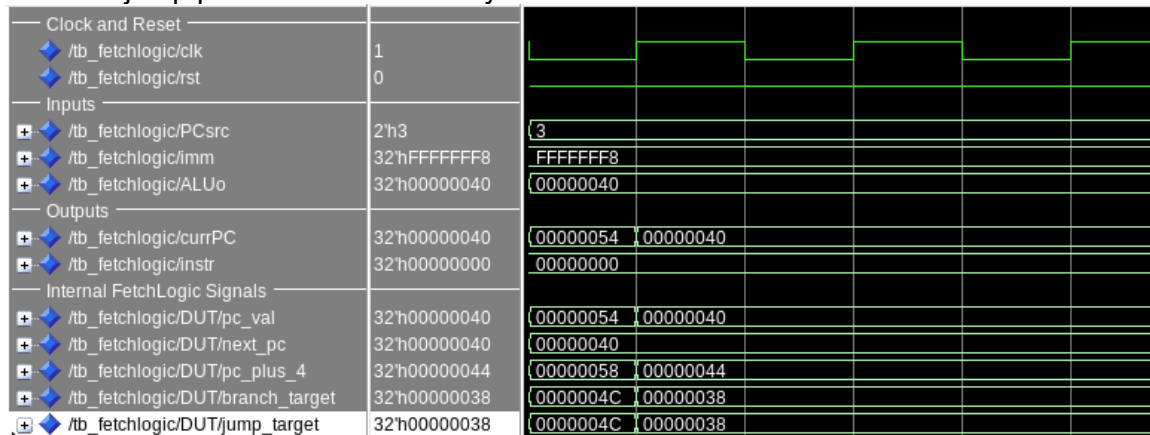 Clock and Reset
/tb_fetchlogic/clk 1
/tb_fetchlogic/rst 0
Inputs
/tb_fetchlogic/PCsrc 2'h3 3
/tb_fetchlogic/imm 32'hFFFFFFF8 FFFFFFF8
/tb_fetchlogic/ALUo 32'h00000040 00000040
Outputs
/tb_fetchlogic/currPC 32'h00000040 00000054 00000040
/tb_fetchlogic/instr 32'h00000000 00000000
Internal FetchLogic Signals
/tb_fetchlogic/DUT/pc_val 32'h00000040 00000054 00000040
/tb_fetchlogic/DUT/next_pc 32'h00000040 00000040
/tb_fetchlogic/DUT/pc_plus_4 32'h00000044 00000058 00000044
/tb_fetchlogic/DUT/branch_target 32'h00000038 0000004C 00000038
/tb_fetchlogic/DUT/jump_target 32'h00000038 0000004C 00000038